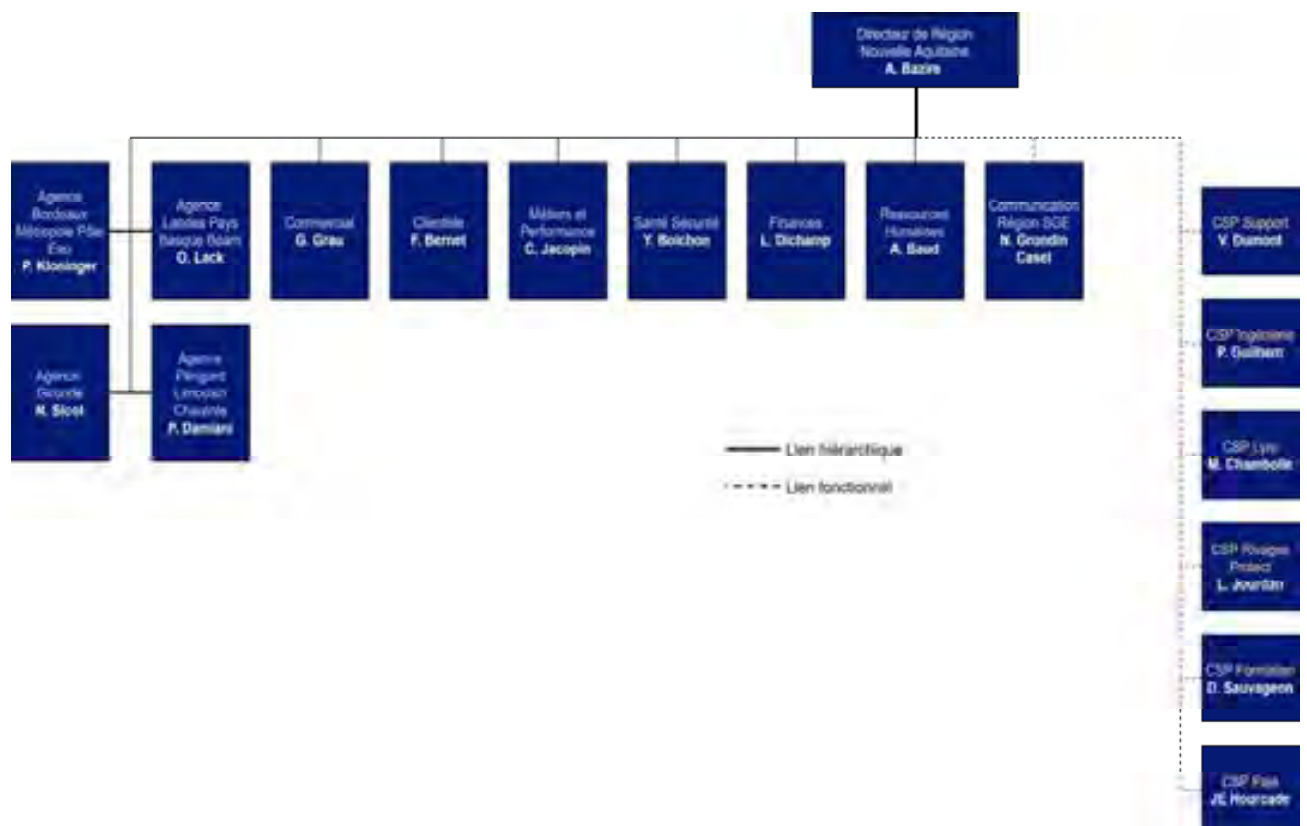 Directeur de Région
Nouvelle Aquitaine
A. Bazire
Agence
Bordeaux
Métropole Pôle
Eau
P. Kloninger
Agence
Landes Pays
Basque Béarn
O. Lack
Commercial
G. Grau
Clientèle
F. Bernet
Métiers et
Performance
C. Jacopin
Santé Sécurité
Y. Boichon
Finances
L. Dichamp
Ressources
Humaines
A. Baud
Communication
Région SGE
N. Grondin
Casel
Agence
Gironde
N. Sicot
Agence
Périgord
Limousin
Charente
P. Damiani
Lien hiérarchique
Lien fonctionnel
CSP Support
V. Dumont
CSP Ingénierie
P. Guilhem
CSP Lyre
M. Chambolle
CSP Rivages
Protect
L. Jourdan
CSP Formation
D. Sauvageon
CSP Paie
JE Hourcade